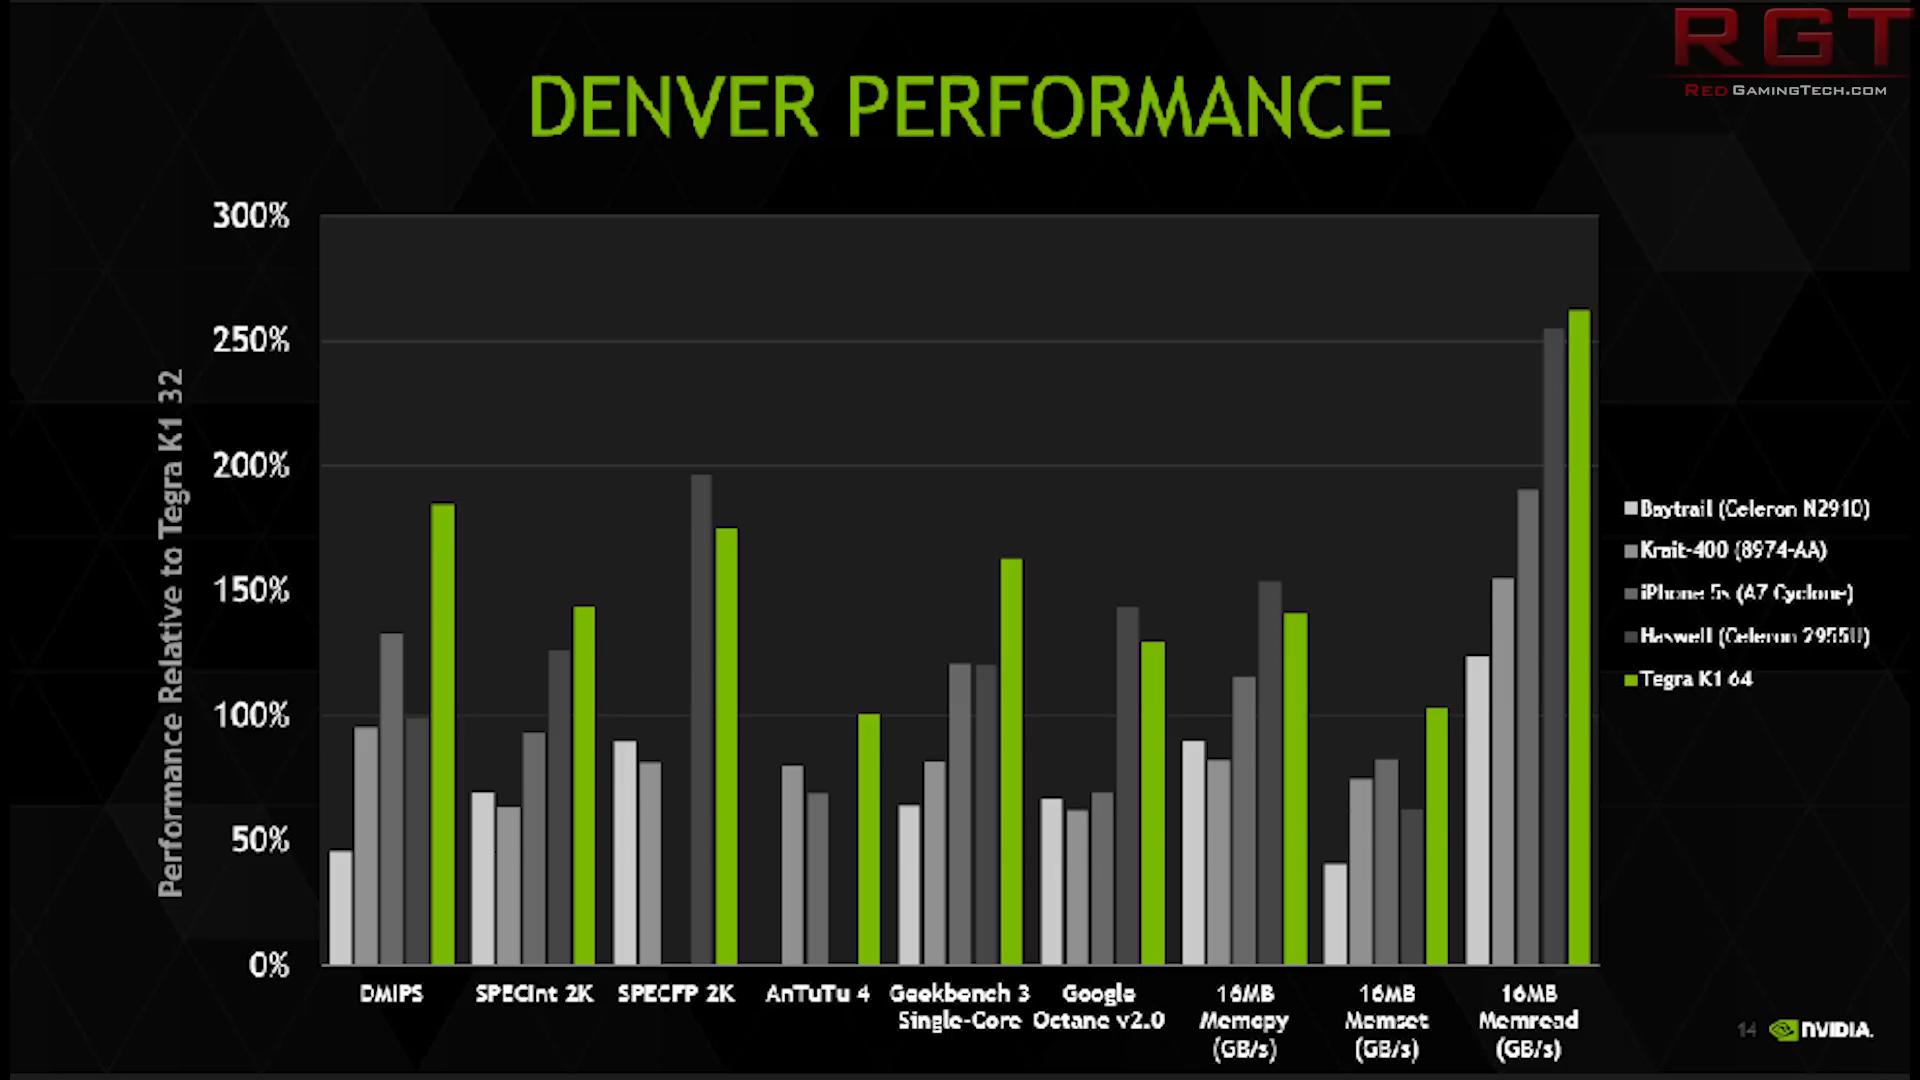 RGT
RED GAMINGTECH.COM
DENVER PERFORMANCE
Performance Relative to Tegra K1 32
300%
250%
200%
150%
100%
50%
0%
DMIPS
SPECint 2K
SPECFP 2K
AnTuTu 4
Geekbench 3
Single-Core
Google
Octane v2.0
16MB
Memcpy
(GB/s)
16MB
Memset
(GB/s)
16MB
Memread
(GB/s)
Baytrail (Celeron N2910)
Krait-400 (8974-AA)
iPhone 5s (A7 Cyclone)
Haswell (Celeron 2955U)
Tegra K1 64
14
NVIDIA.